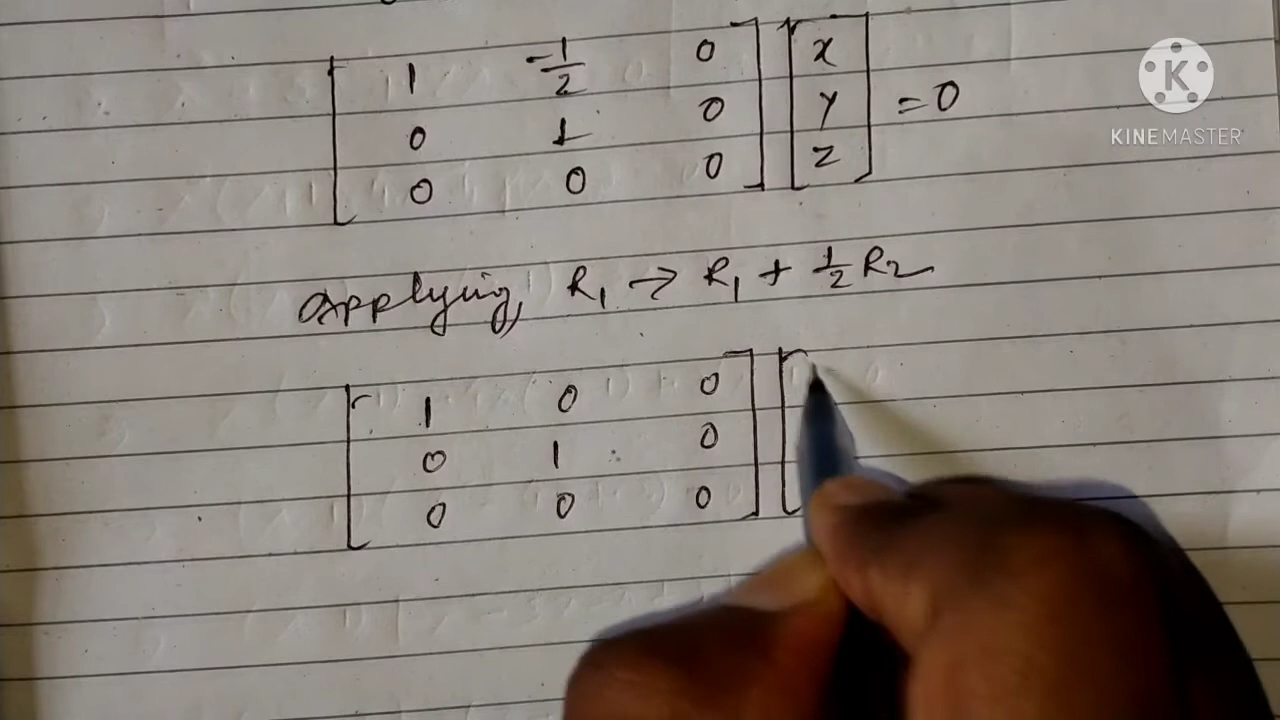 1 -1/2 0 x
0 1 0 y = 0
0 0 0 z
Applying, R₁ → R₁ + 1/2 R₂
1 0 0
0 1 0
0 0 0
K
KINEMASTER